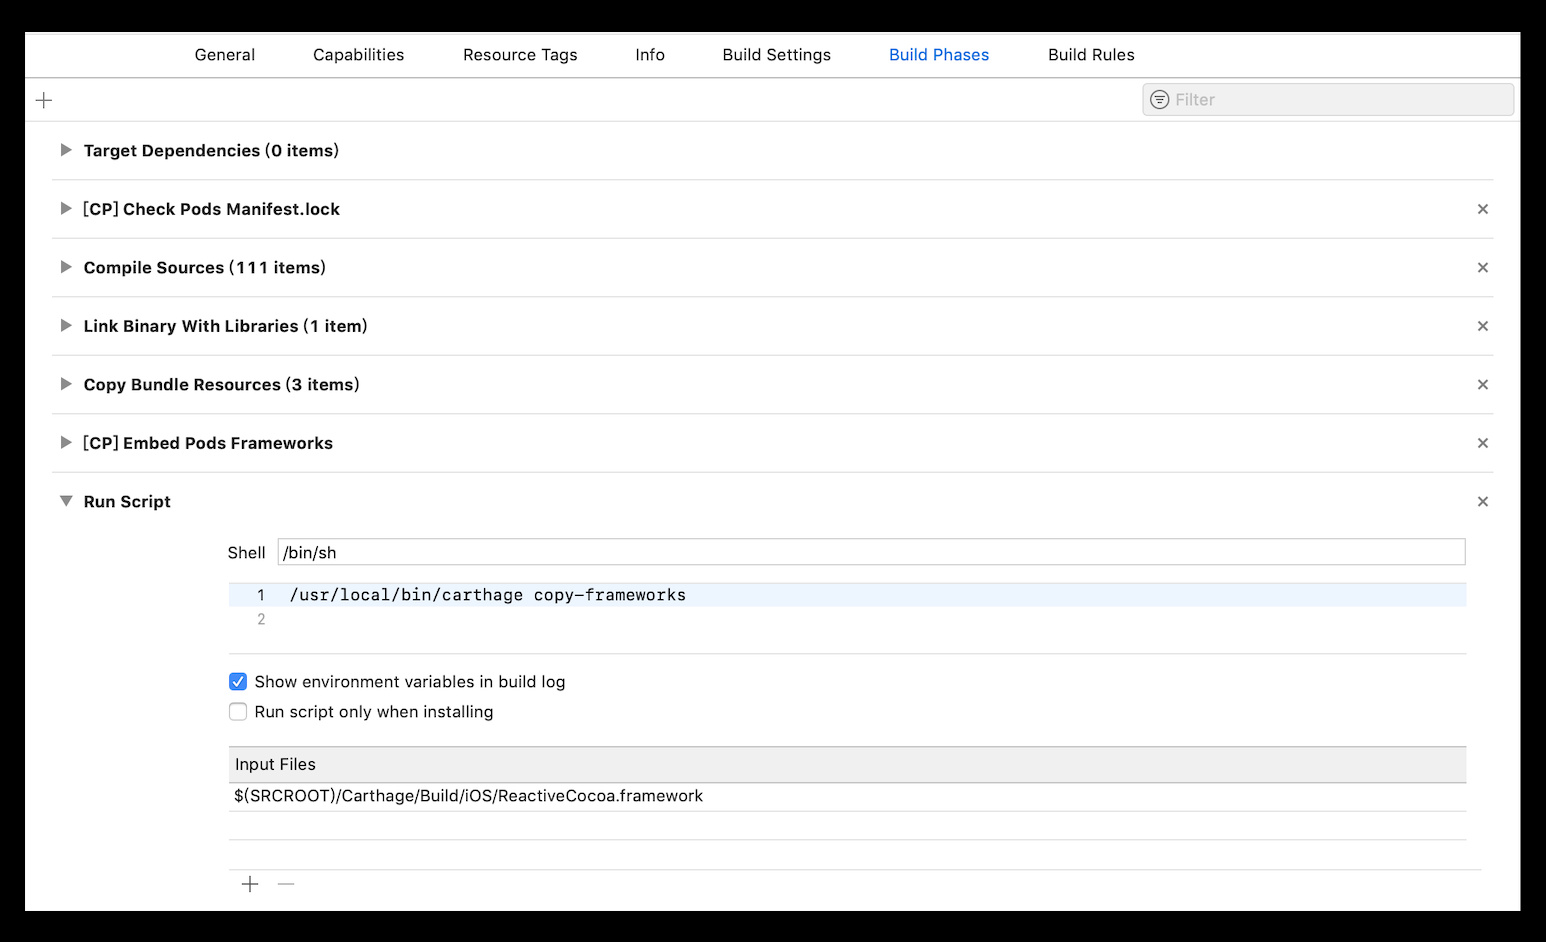 General Capabilities Resource Tags Info Build Settings Build Phases Build Rules
Filter
Target Dependencies (0 items)
[CP] Check Pods Manifest.lock
Compile Sources (111 items)
Link Binary With Libraries (1 item)
Copy Bundle Resources (3 items)
[CP] Embed Pods Frameworks
Run Script
Shell /bin/sh
1 /usr/local/bin/carthage copy-frameworks
2
Show environment variables in build log
Run script only when installing
Input Files
$(SRCROOT)/Carthage/Build/iOS/ReactiveCocoa.framework